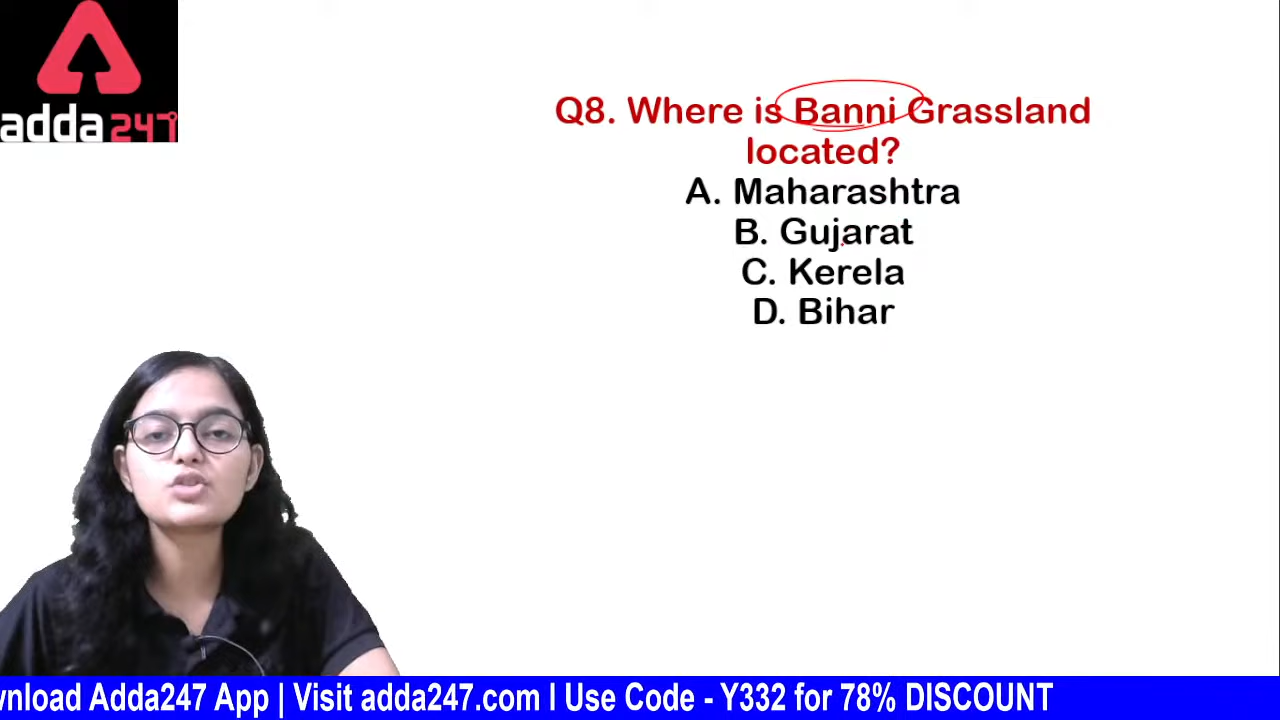 adda247
Q8. Where is Banni Grassland
located?
A. Maharashtra
B. Gujarat
C. Kerela
D. Bihar
wnload Adda247 App | Visit adda247.com l Use Code - Y332 for 78% DISCOUNT